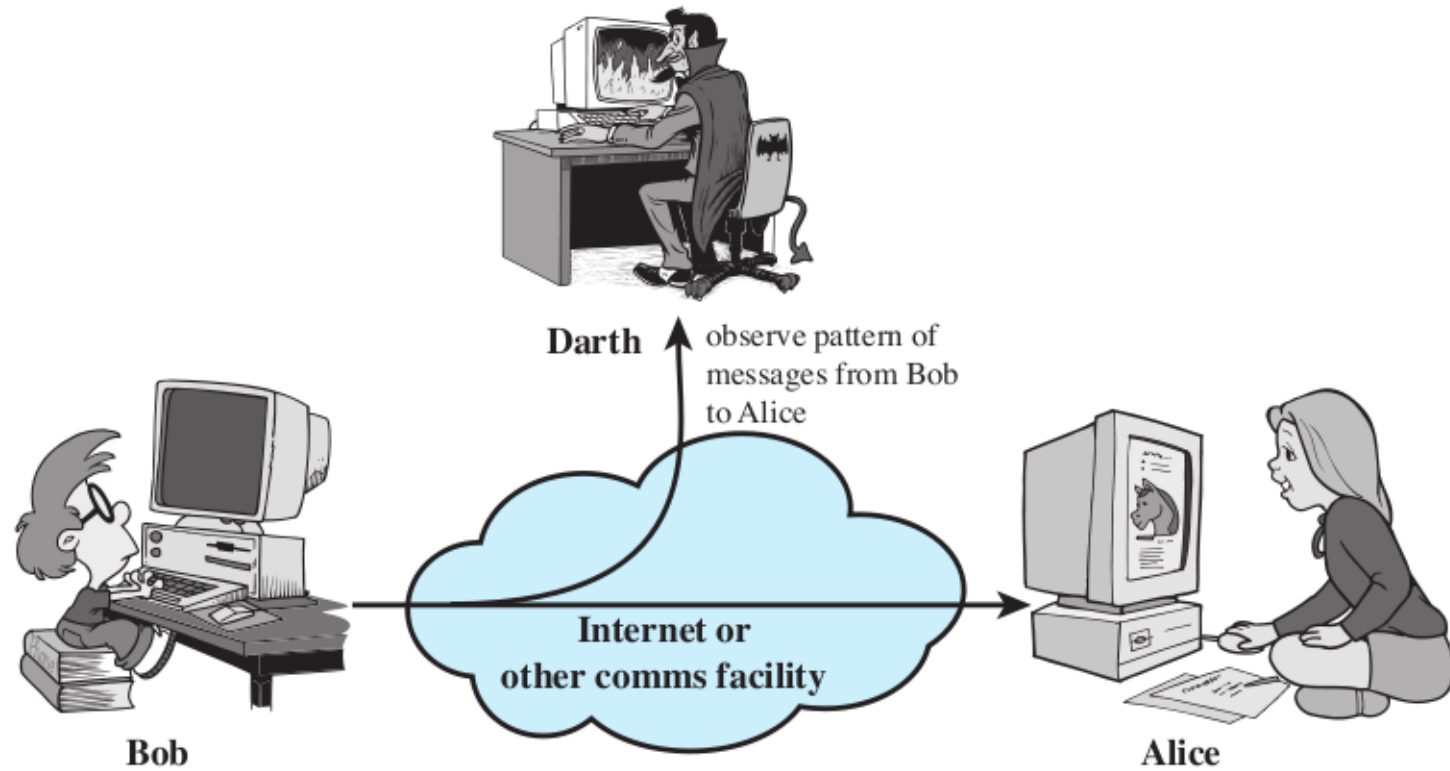 Darth
observe pattern of
messages from Bob
to Alice
Internet or
other comms facility
Bob
Alice